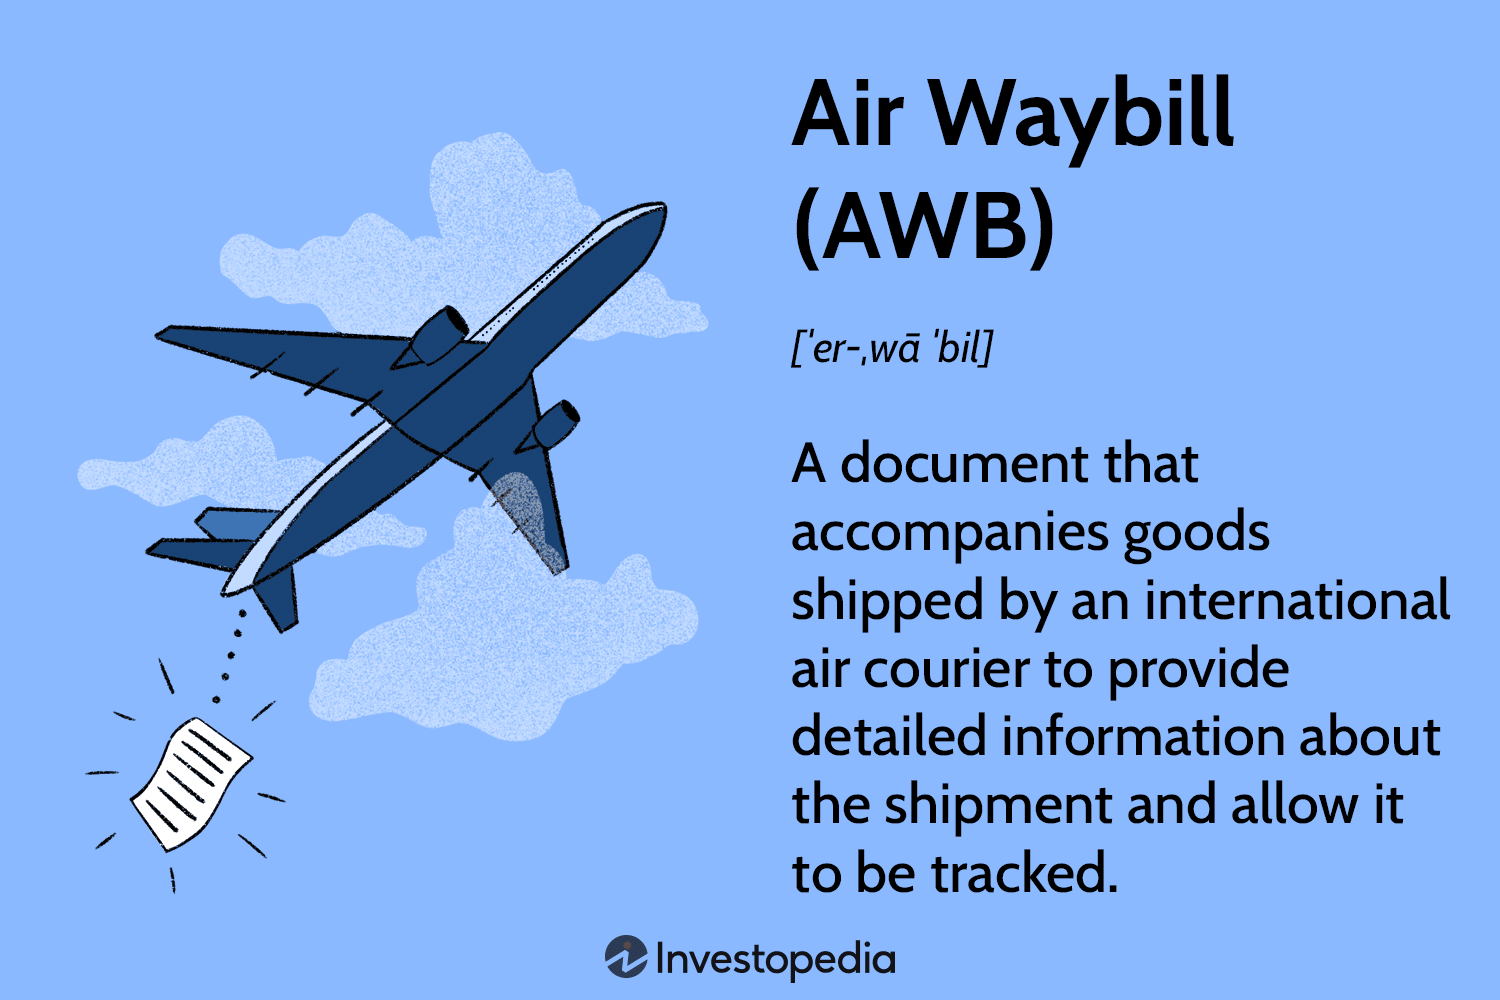 Air Waybill
(AWB)
[ˈer-ˌwā ˈbil]
A document that
accompanies goods
shipped by an international
air courier to provide
detailed information about
the shipment and allow it
to be tracked.
Investopedia